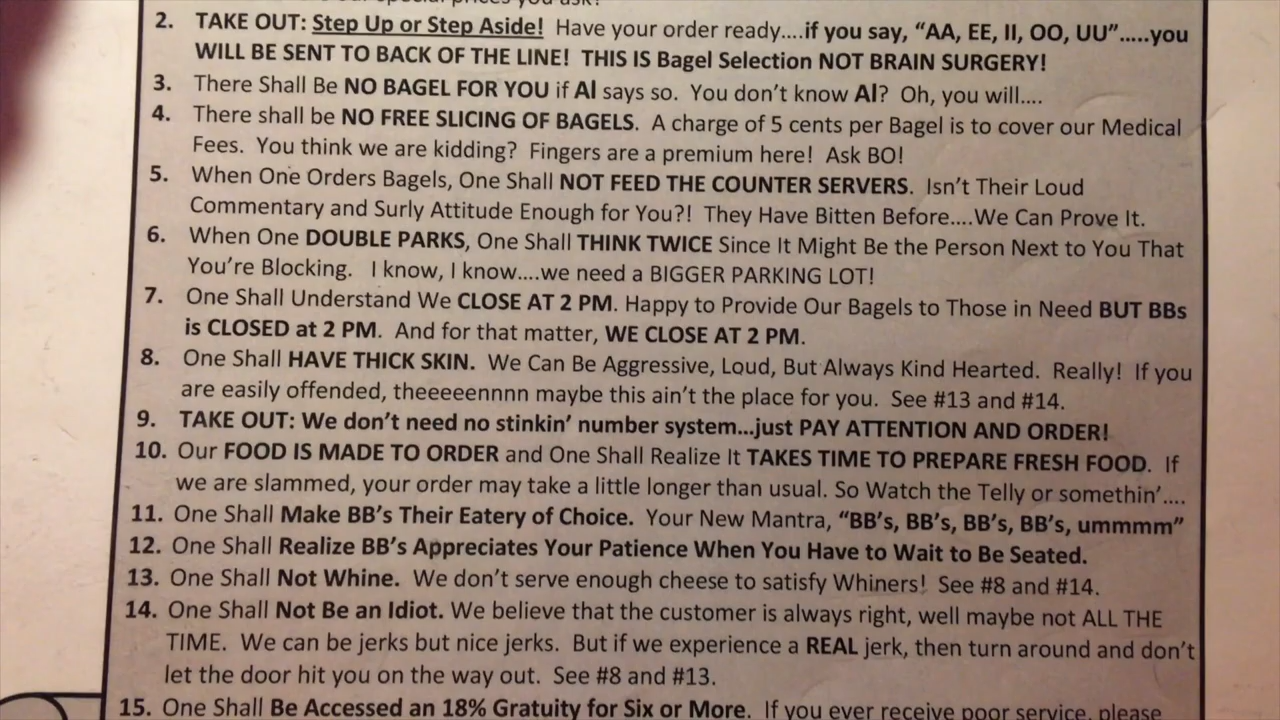 special prices you ask?
2. TAKE OUT: Step Up or Step Aside! Have your order ready....if you say, “AA, EE, II, OO, UU”.....you
WILL BE SENT TO BACK OF THE LINE! THIS IS Bagel Selection NOT BRAIN SURGERY!
3. There Shall Be NO BAGEL FOR YOU if Al says so. You don’t know Al? Oh, you will....
4. There shall be NO FREE SLICING OF BAGELS. A charge of 5 cents per Bagel is to cover our Medical
Fees. You think we are kidding? Fingers are a premium here! Ask BO!
5. When One Orders Bagels, One Shall NOT FEED THE COUNTER SERVERS. Isn’t Their Loud
Commentary and Surly Attitude Enough for You?! They Have Bitten Before....We Can Prove It.
6. When One DOUBLE PARKS, One Shall THINK TWICE Since It Might Be the Person Next to You That
You’re Blocking. I know, I know....we need a BIGGER PARKING LOT!
7. One Shall Understand We CLOSE AT 2 PM. Happy to Provide Our Bagels to Those in Need BUT BBs
is CLOSED at 2 PM. And for that matter, WE CLOSE AT 2 PM.
8. One Shall HAVE THICK SKIN. We Can Be Aggressive, Loud, But Always Kind Hearted. Really! If you
are easily offended, theeeeennnn maybe this ain’t the place for you. See #13 and #14.
9. TAKE OUT: We don’t need no stinkin’ number system...just PAY ATTENTION AND ORDER!
10. Our FOOD IS MADE TO ORDER and One Shall Realize It TAKES TIME TO PREPARE FRESH FOOD. If
we are slammed, your order may take a little longer than usual. So Watch the Telly or somethin’....
11. One Shall Make BB’s Their Eatery of Choice. Your New Mantra, “BB’s, BB’s, BB’s, BB’s, ummmm”
12. One Shall Realize BB’s Appreciates Your Patience When You Have to Wait to Be Seated.
13. One Shall Not Whine. We don’t serve enough cheese to satisfy Whiners! See #8 and #14.
14. One Shall Not Be an Idiot. We believe that the customer is always right, well maybe not ALL THE
TIME. We can be jerks but nice jerks. But if we experience a REAL jerk, then turn around and don’t
let the door hit you on the way out. See #8 and #13.
15. One Shall Be Accessed an 18% Gratuity for Six or More. If you ever receive poor service, please